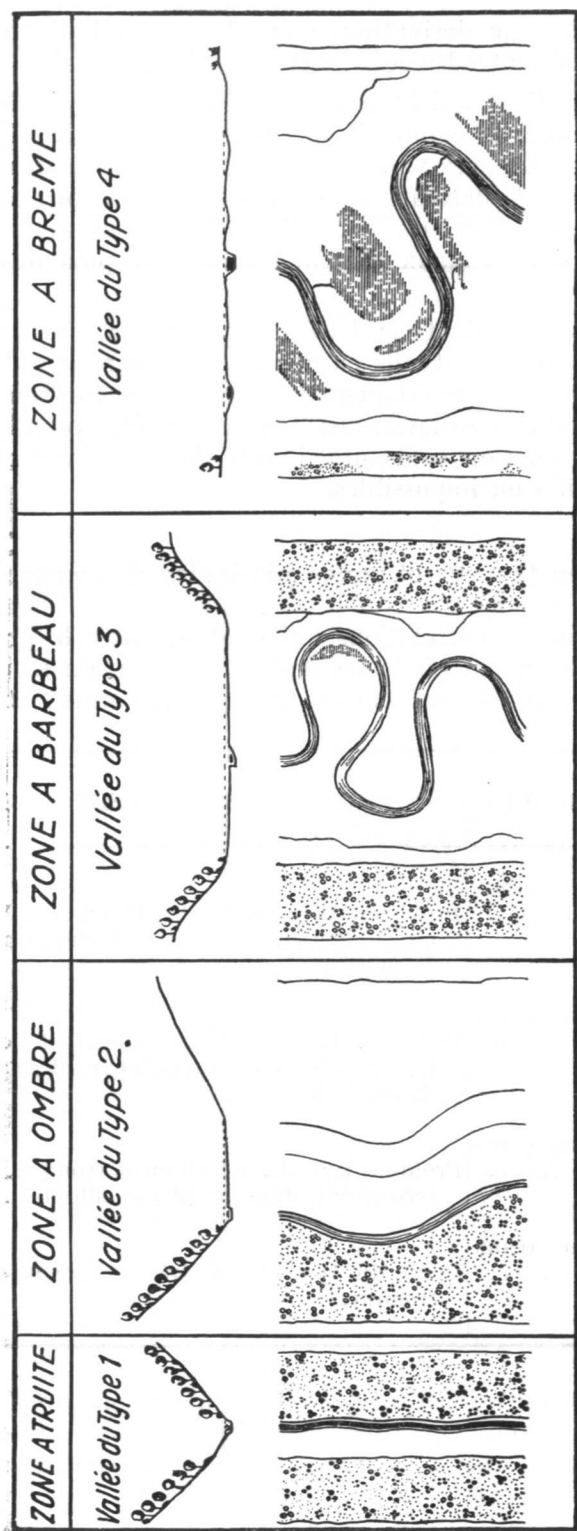 ZONE A TRUITE
Vallée du Type 1
ZONE A OMBRE
Vallée du Type 2.
ZONE A BARBEAU
Vallée du Type 3
ZONE A BREME
Vallée du Type 4